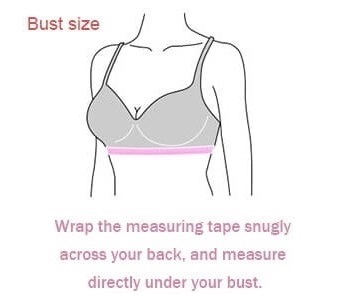 Bust size
Wrap the measuring tape snugly
across your back, and measure
directly under your bust.